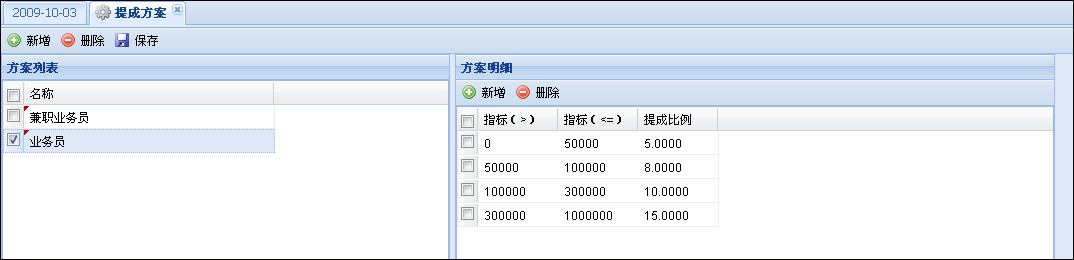 2009-10-03 提成方案
新增 删除 保存
方案列表
名称
兼职业务员
业务员
方案明细
新增 删除
指标(>) 指标(<=) 提成比例
0 50000 5.0000
50000 100000 8.0000
100000 300000 10.0000
300000 1000000 15.0000